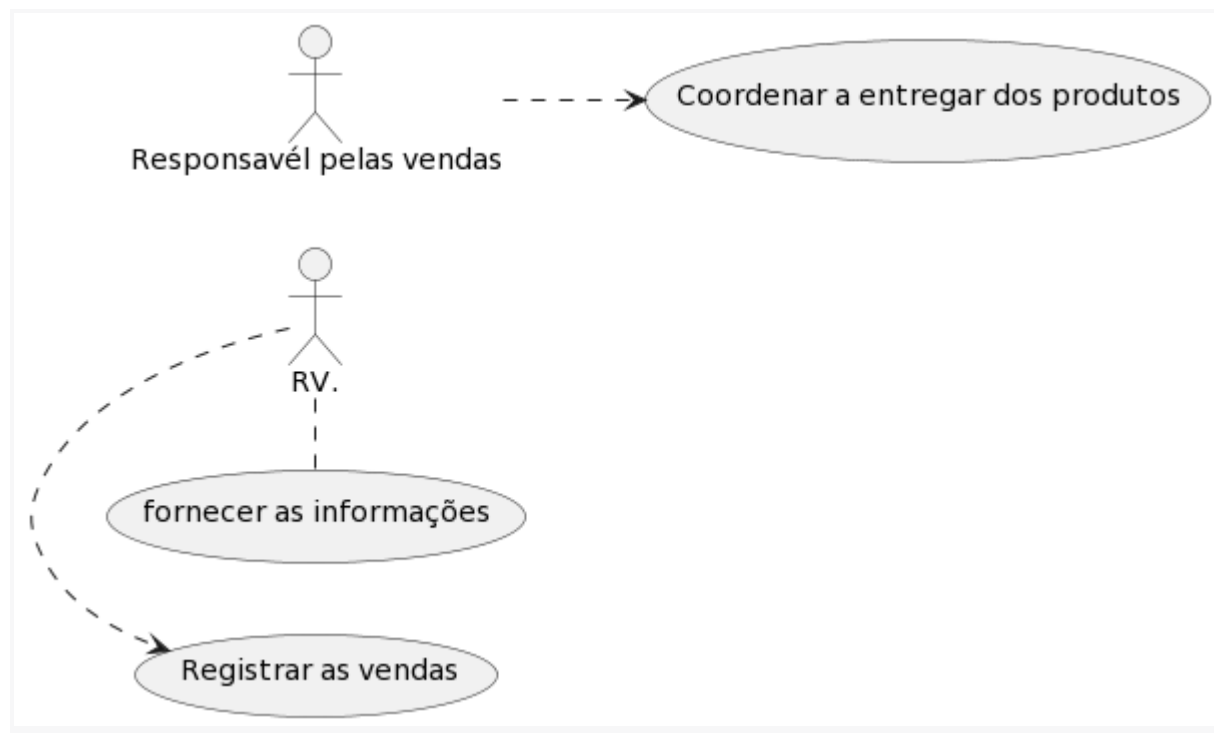 Coordenar a entregar dos produtos
Responsavél pelas vendas
RV.
fornecer as informações
Registrar as vendas